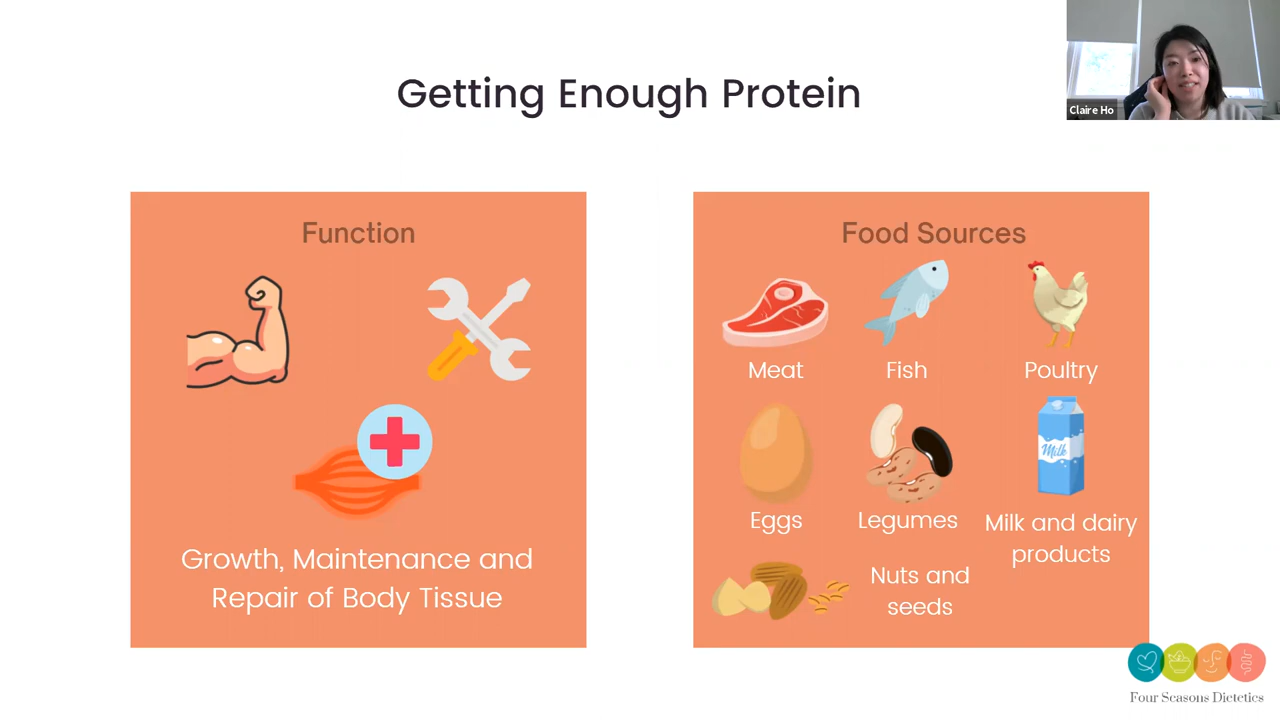 Getting Enough Protein
Claire Ho
Function
Growth, Maintenance and
Repair of Body Tissue
Food Sources
Meat
Fish
Poultry
Milk
Eggs
Legumes
Milk and dairy
products
Nuts and
seeds
Four Seasons Dietetics